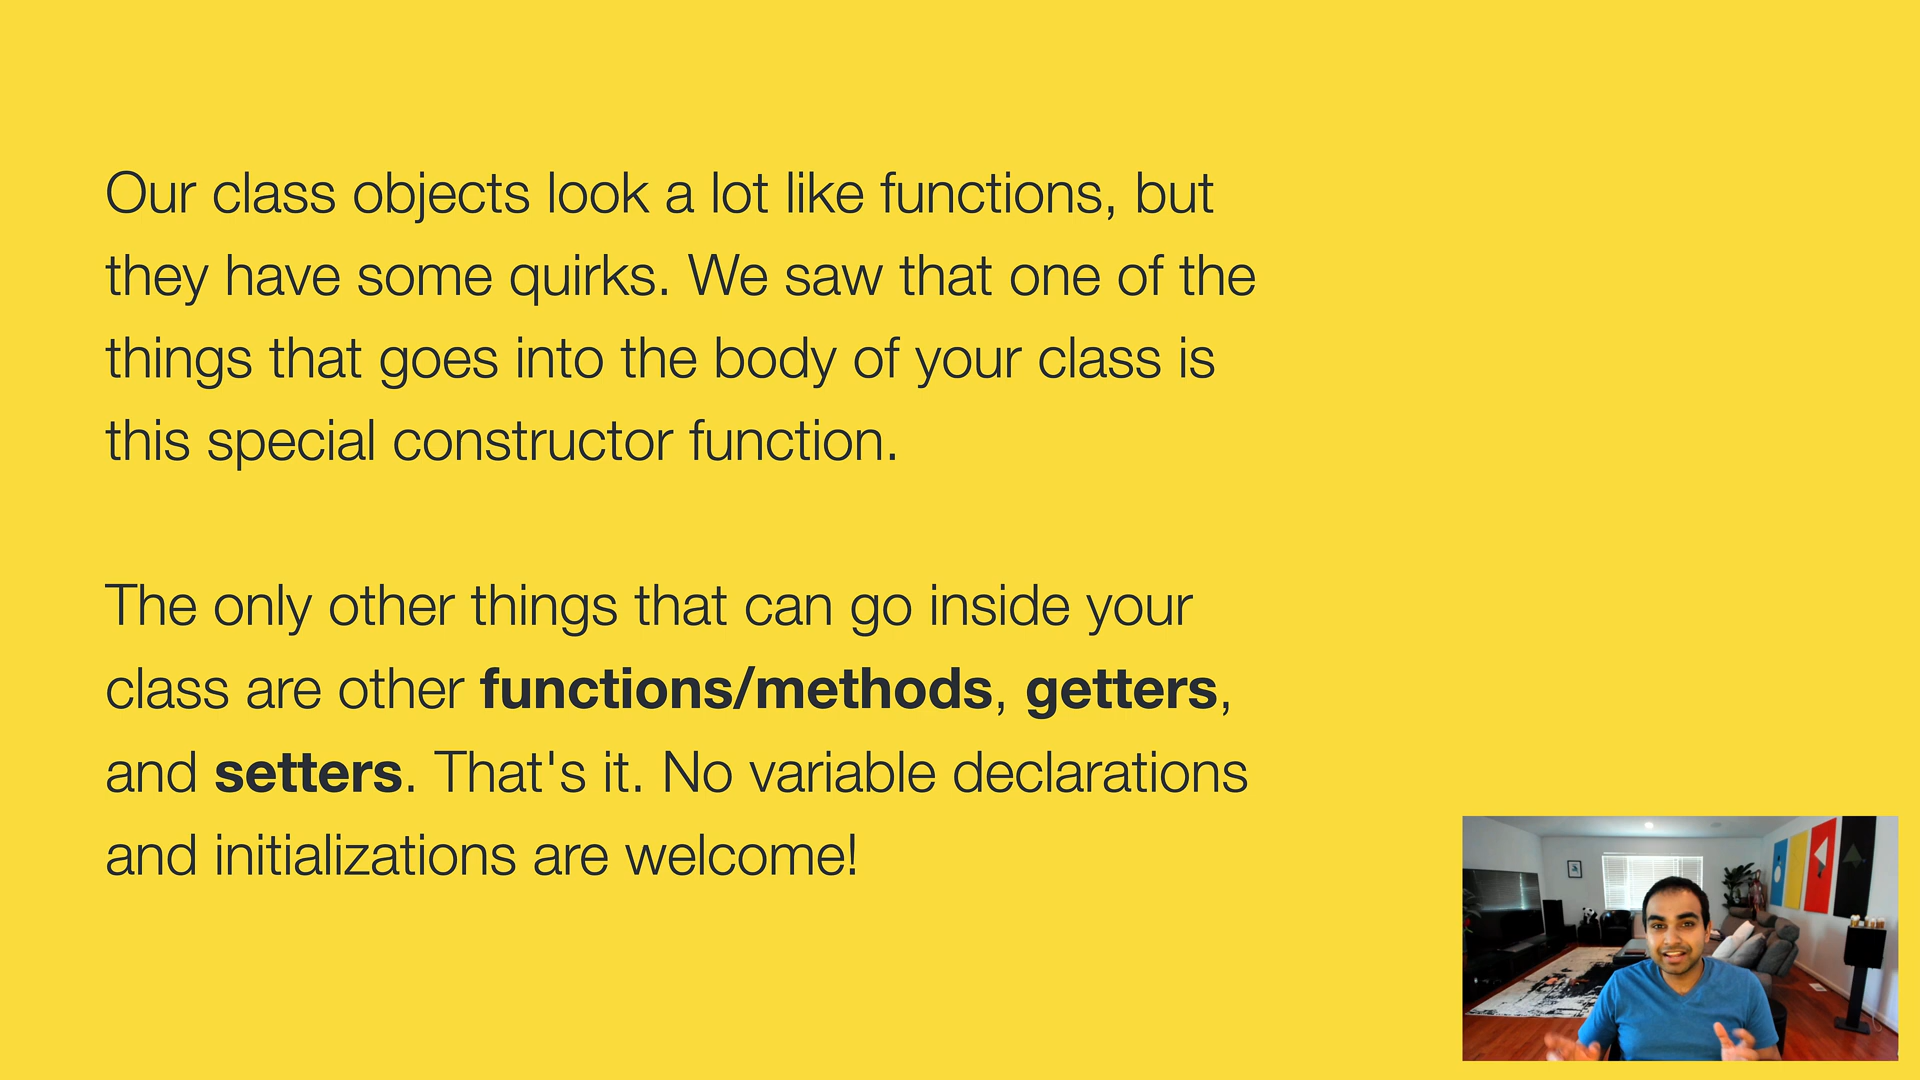 Our class objects look a lot like functions, but
they have some quirks. We saw that one of the
things that goes into the body of your class is
this special constructor function.
The only other things that can go inside your
class are other functions/methods, getters,
and setters. That's it. No variable declarations
and initializations are welcome!